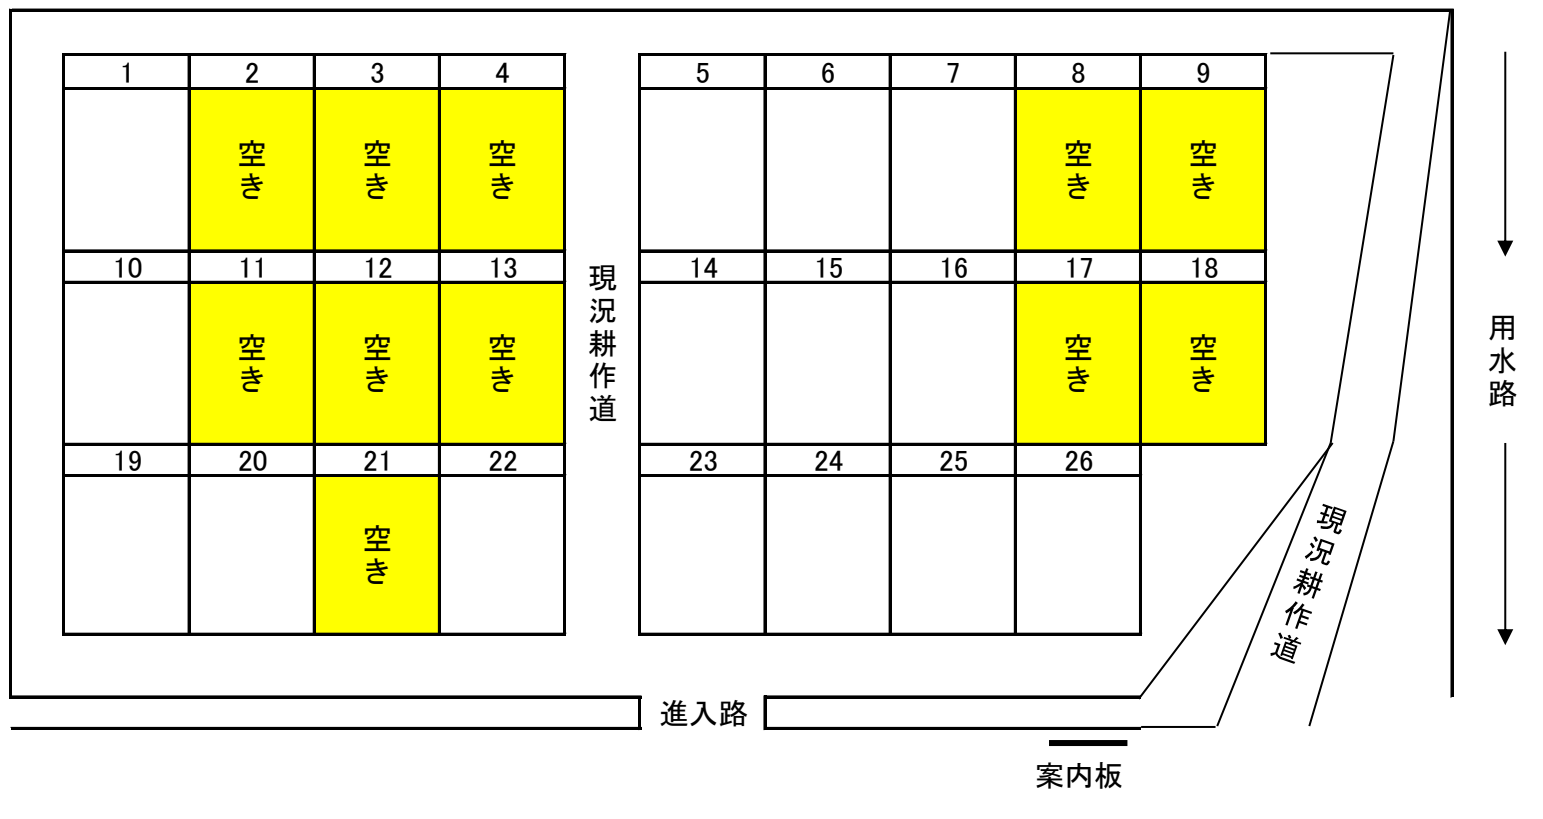 1 2 3 4 5 6 7 8 9
空き 空き 空き 空き 空き
10 11 12 13 14 15 16 17 18
空き 空き 空き 空き 空き
19 20 21 22 23 24 25 26
空き
現況耕作道
用水路
現況耕作道
進入路
案内板